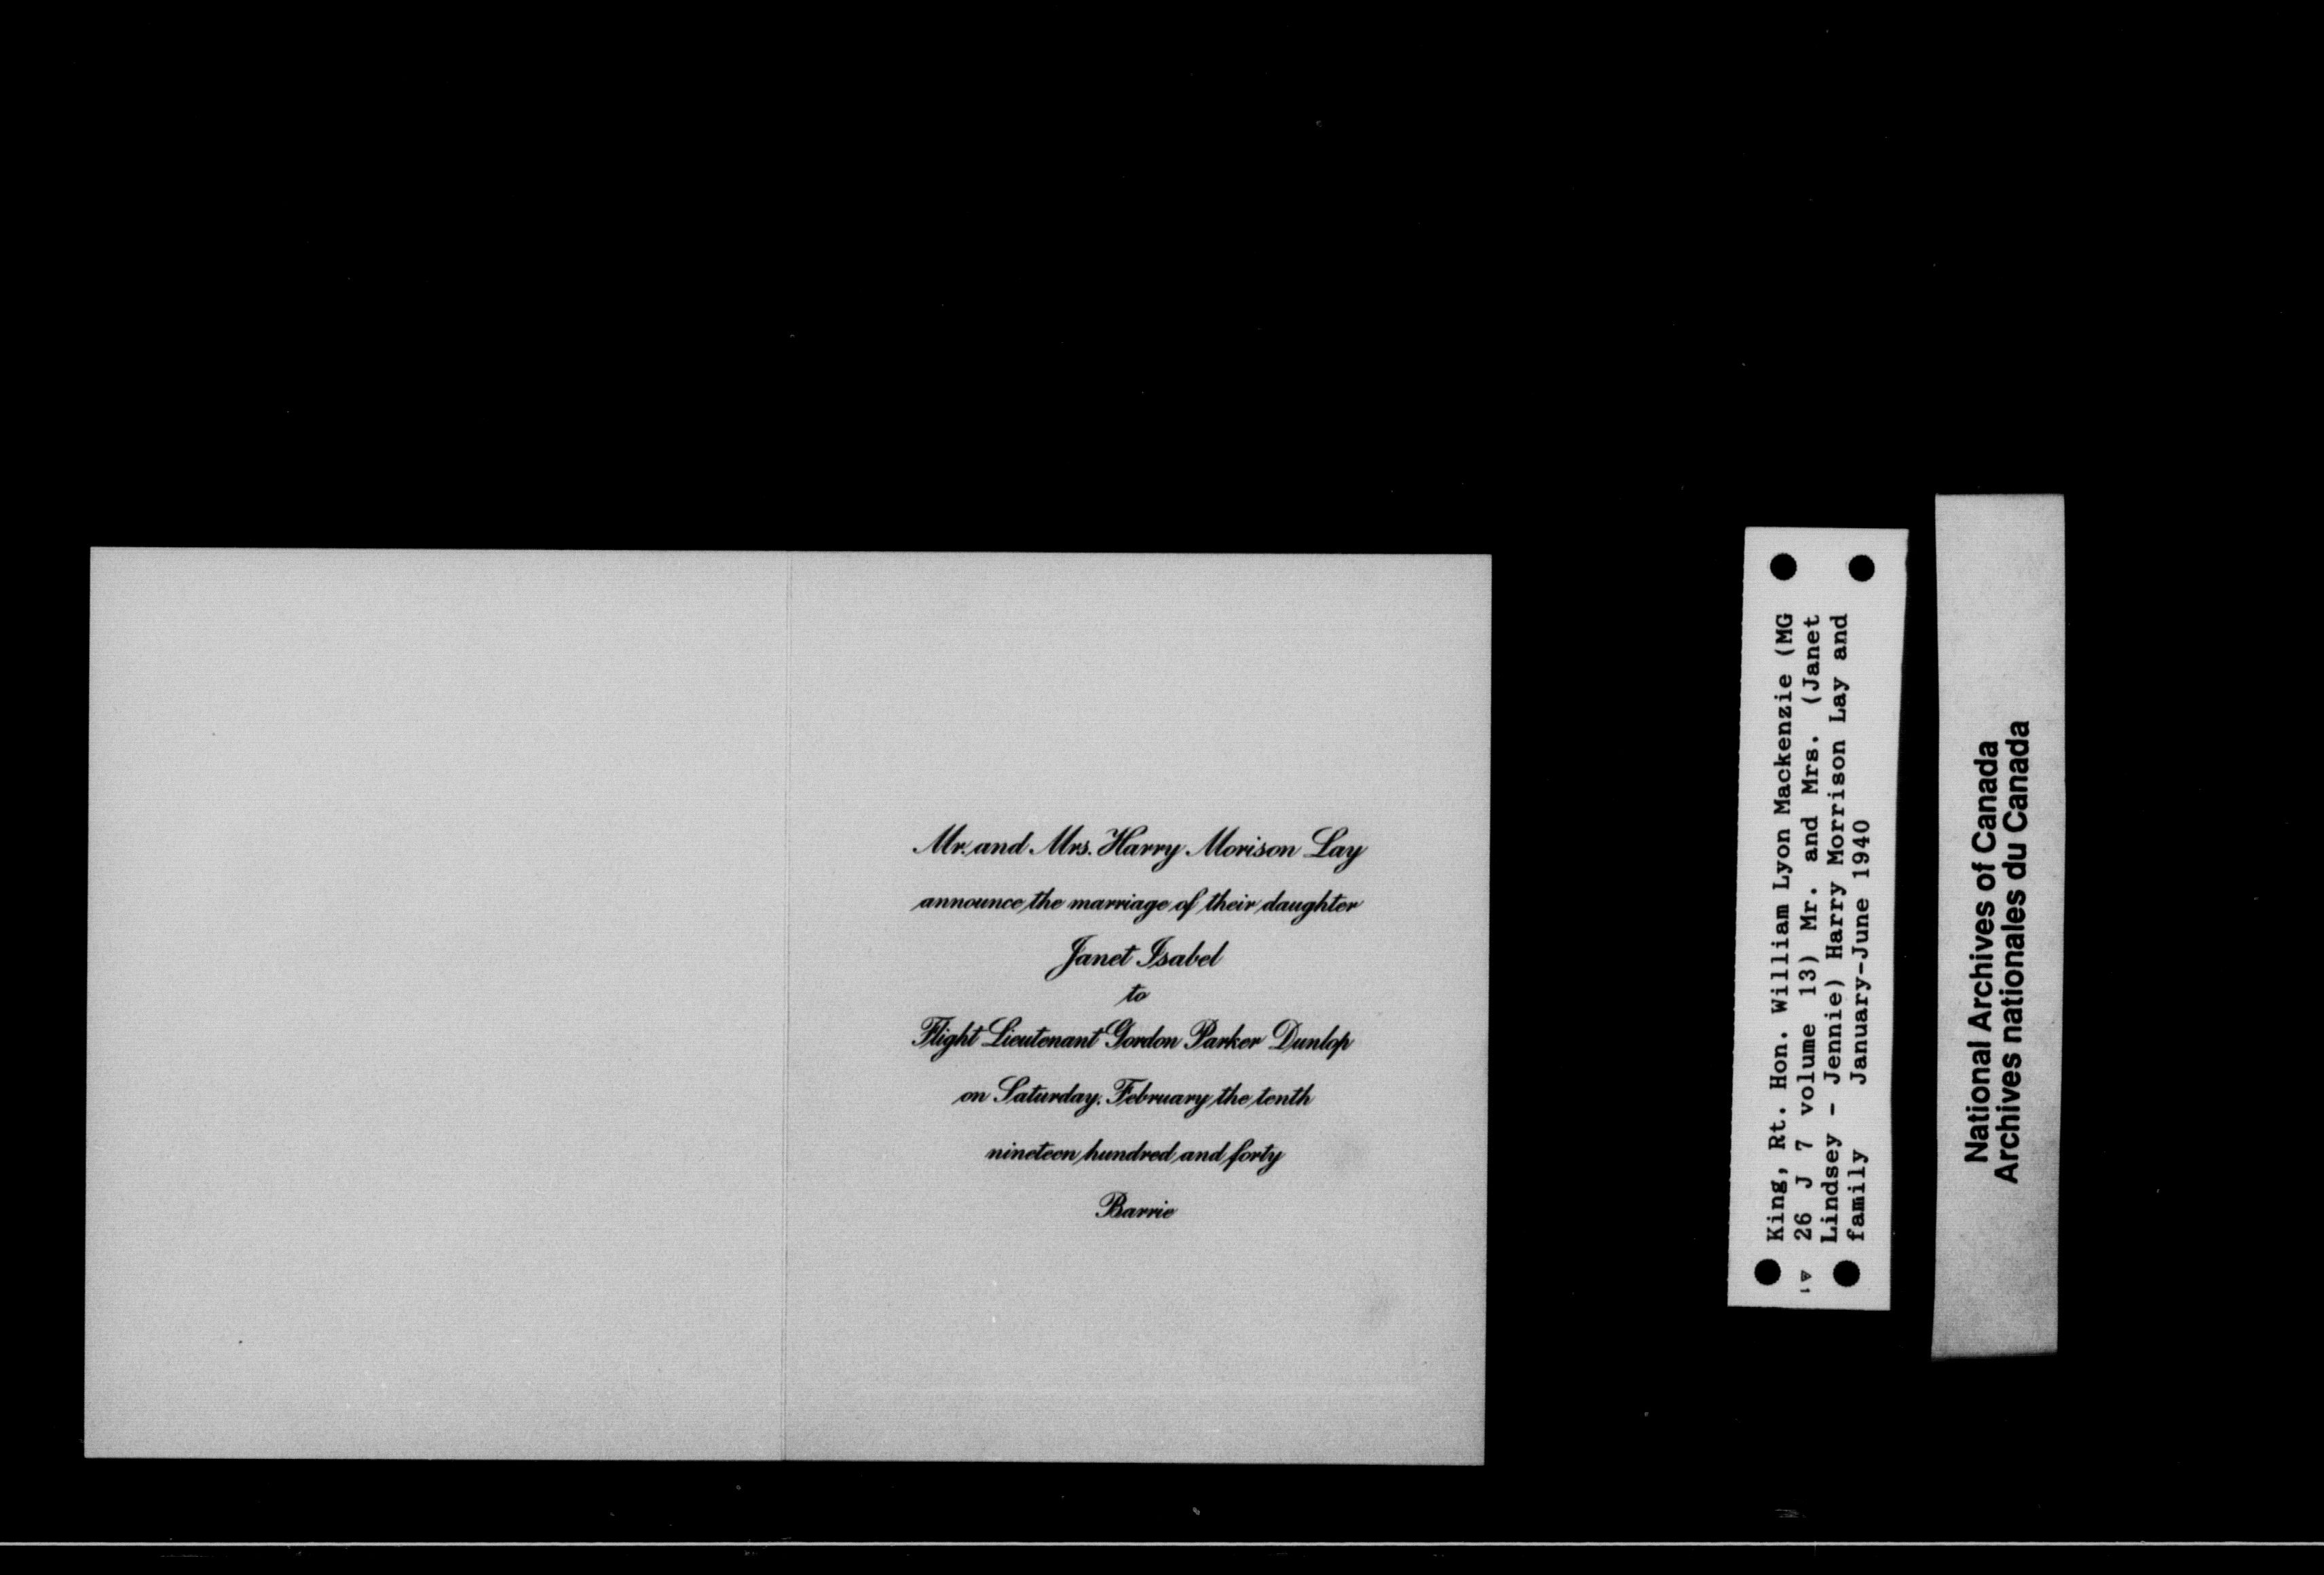 Mr. and Mrs. Harry Morison Lay
announce the marriage of their daughter
Janet Isabel
to
Flight Lieutenant Gordon Parker Dunlop
on Saturday, February the tenth
nineteen hundred and forty
Barrie
King, Rt. Hon. William Lyon Mackenzie (MG
26 J 7 volume 13) Mr. and Mrs. (Janet
Lindsey - Jennie) Harry Morrison Lay and
family January-June 1940
National Archives of Canada
Archives nationales du Canada